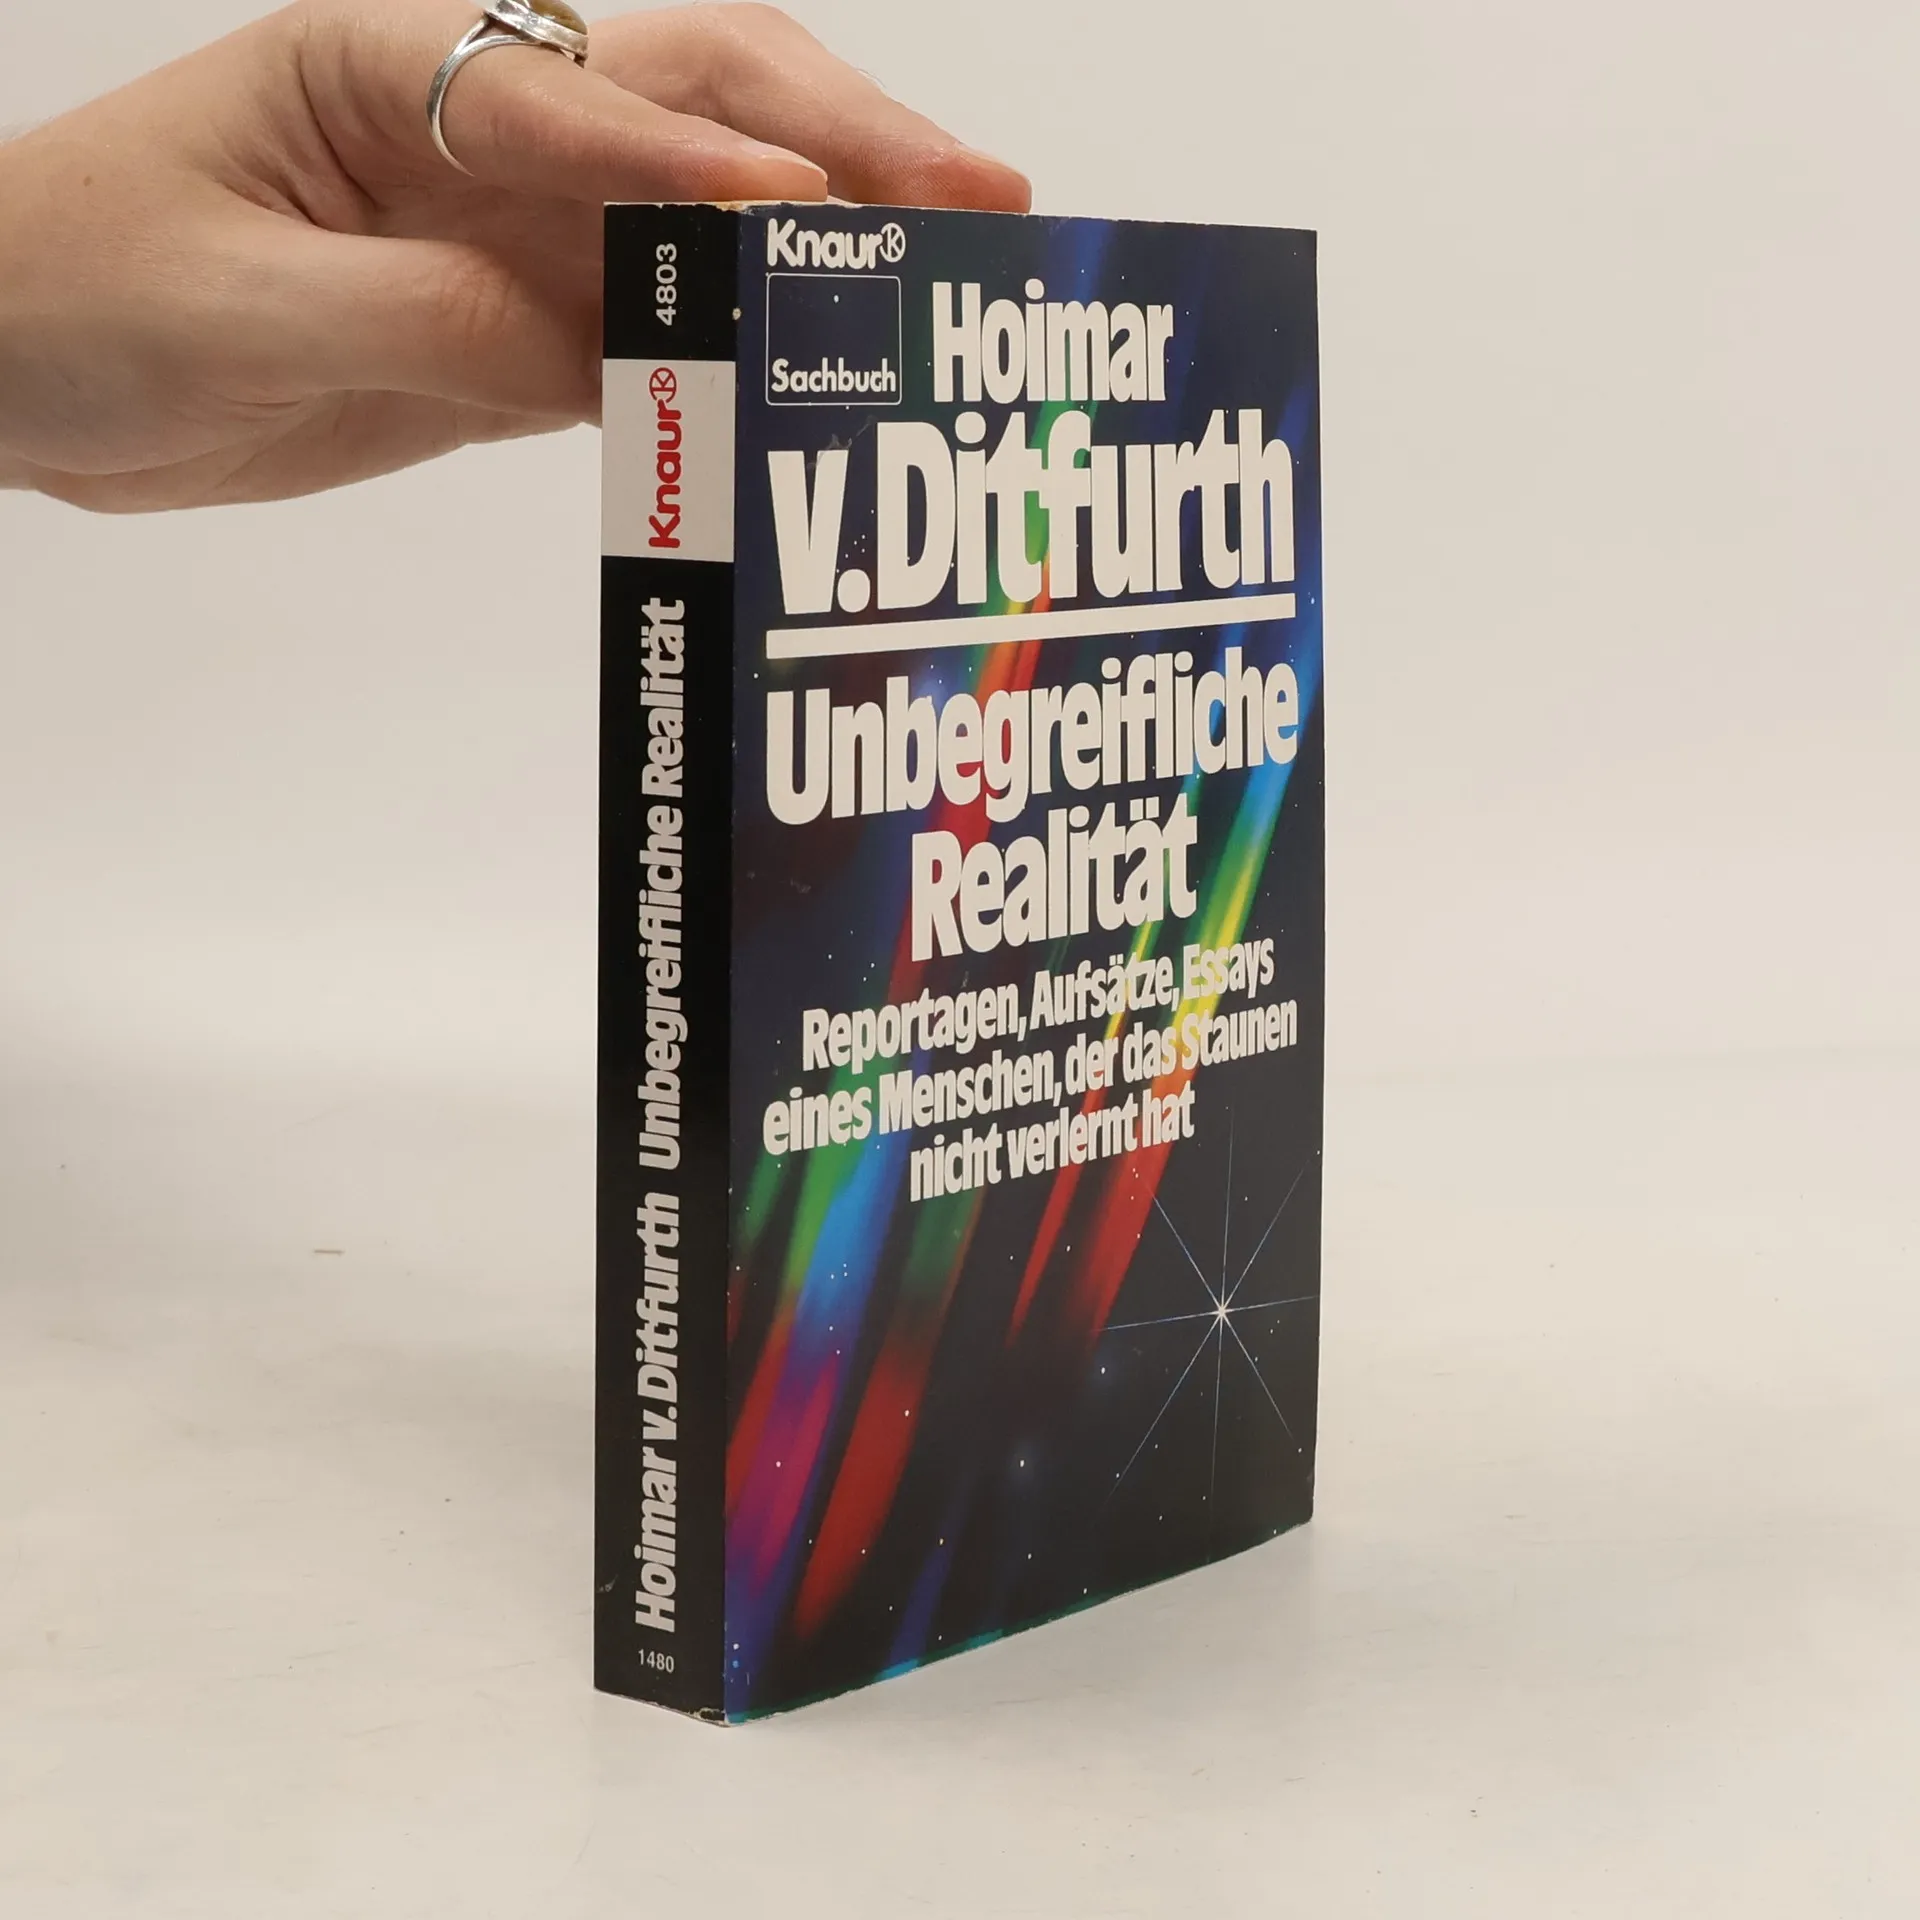 4803
Knaur
Hoimar v. Ditfurth Unbegreifliche Realität
1480
Knaur
Sachbuch
Hoimar
v. Ditfurth
Unbegreifliche
Realität
Reportagen, Aufsätze, Essays
eines Menschen, der das Staunen
nicht verlernt hat